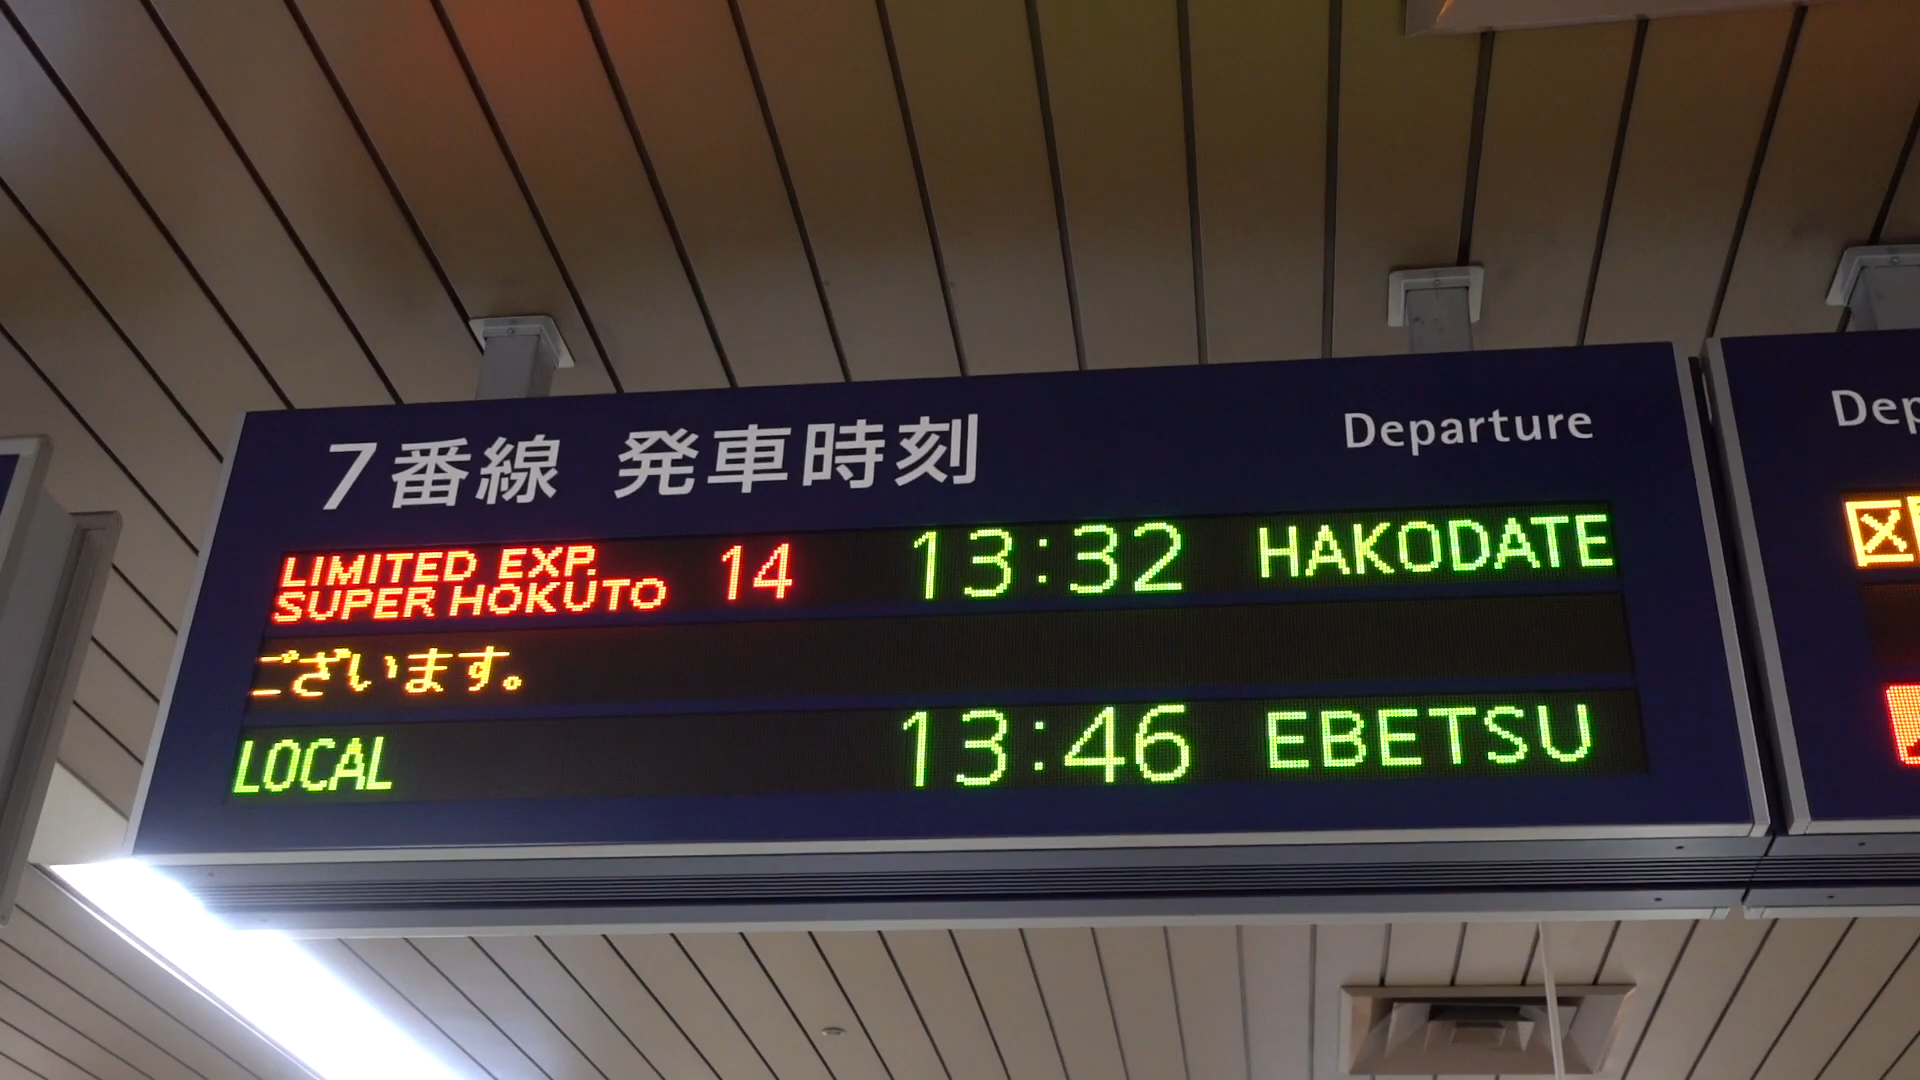 7番線 発車時刻 Departure
LIMITED EXP. SUPER HOKUTO 14 13:32 HAKODATE
ございます。
LOCAL 13:46 EBETSU